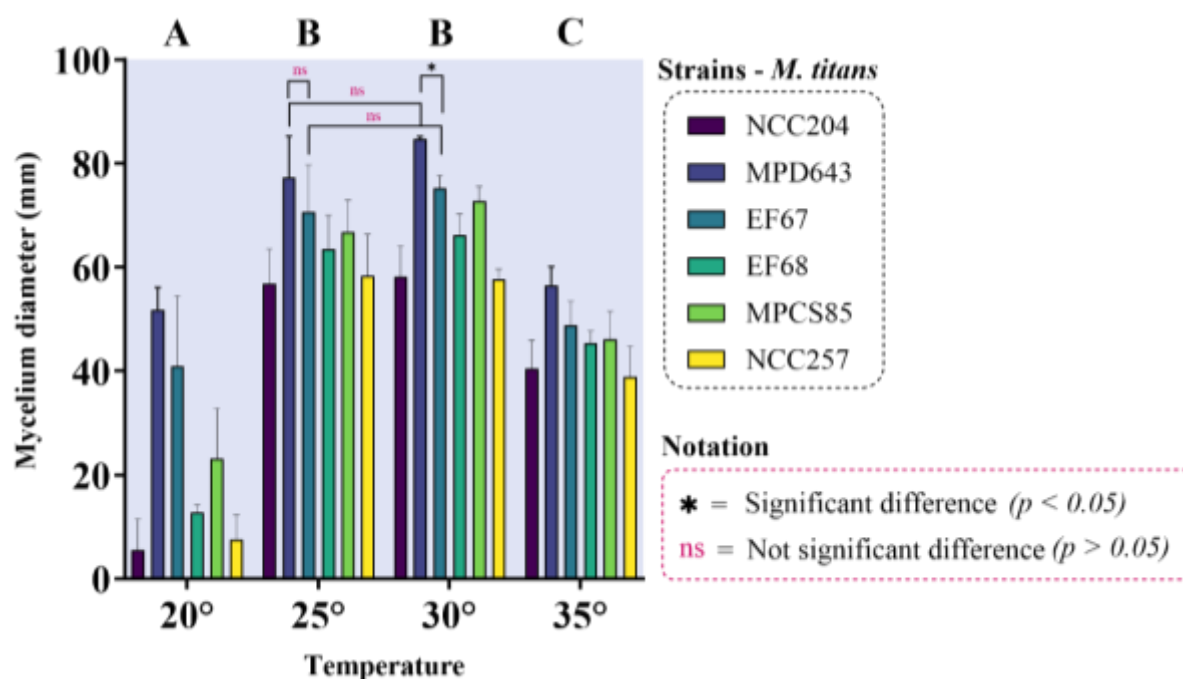 A B B C
100
80
60
40
20
0
Mycelium diameter (mm)
ns
*
ns
ns
20° 25° 30° 35°
Temperature
Strains - M. titans
NCC204
MPD643
EF67
EF68
MPCS85
NCC257
Notation
* = Significant difference (p < 0.05)
ns = Not significant difference (p > 0.05)